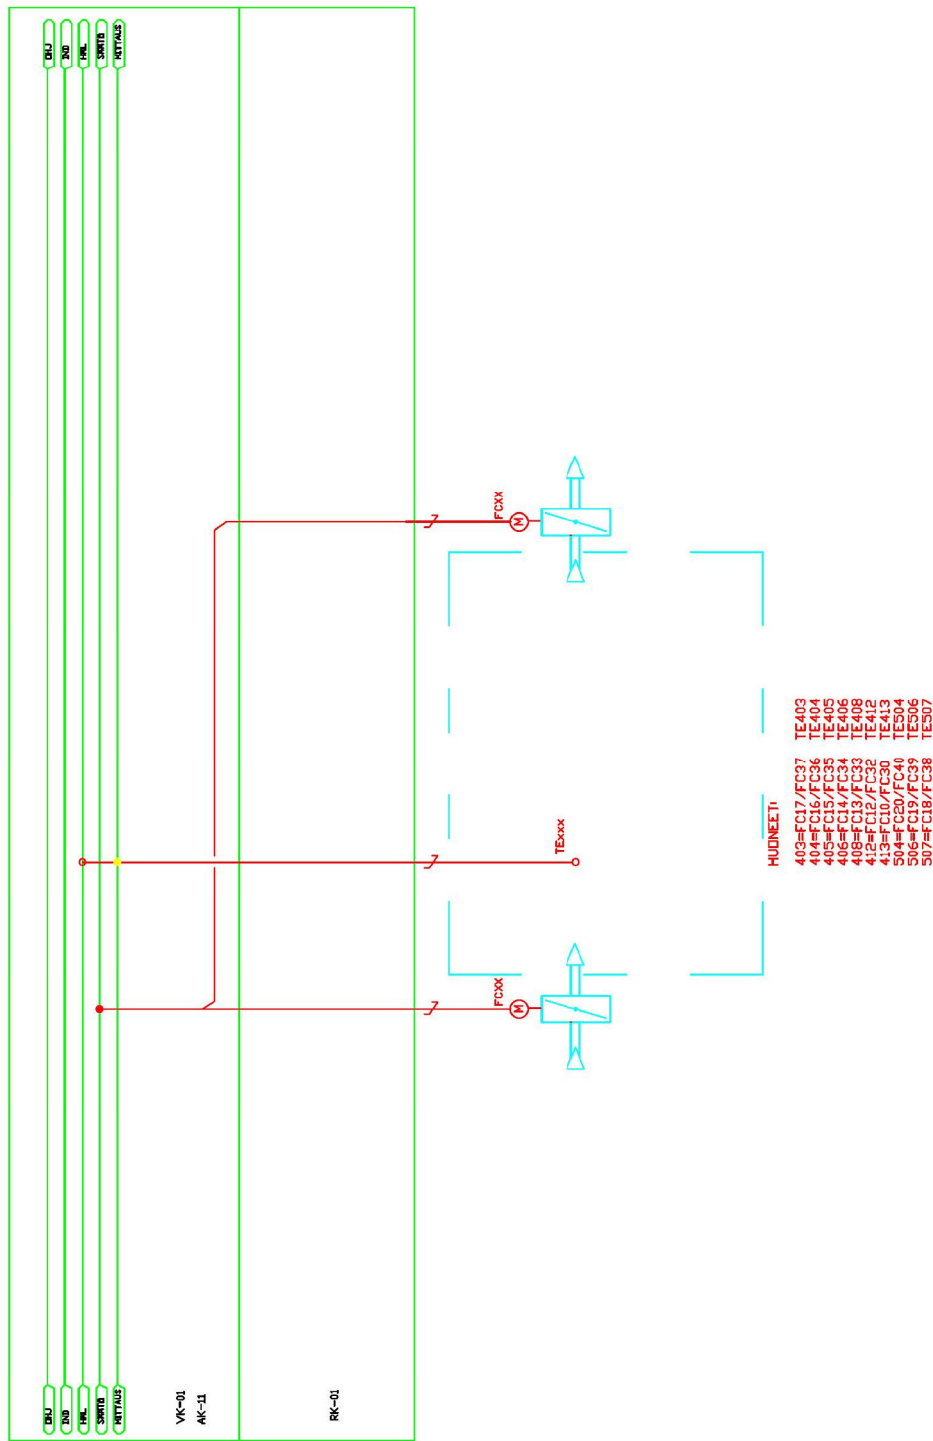 OHJ
IND
HÄL
SÄÄTÖ
MITTAUS
OHJ
IND
HÄL
SÄÄTÖ
MITTAUS
VK-01
AK-11
RK-01
FCXX
M
TExxx
FCXX
M
HUONEET:
403=FC17/FC37 TE403
404=FC16/FC36 TE404
405=FC15/FC35 TE405
406=FC14/FC34 TE406
408=FC13/FC33 TE408
412=FC12/FC32 TE412
413=FC10/FC30 TE413
504=FC20/FC40 TE504
506=FC19/FC39 TE506
507=FC18/FC38 TE507